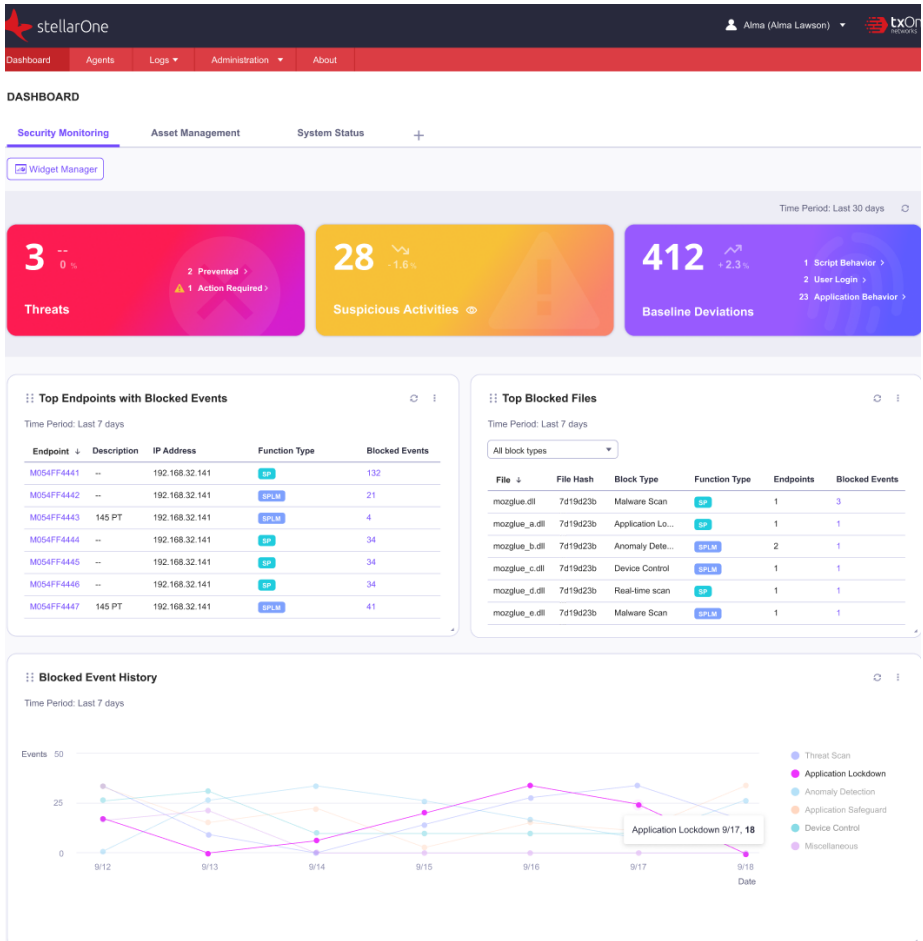 stellarOne
Alma (Alma Lawson)
txOn
networks
Dashboard Agents Logs Administration About
DASHBOARD
Security Monitoring Asset Management System Status +
Widget Manager
Time Period: Last 30 days
3 -- 0 %
2 Prevented >
1 Action Required >
Threats
28 -1.6 %
Suspicious Activities
412 +2.3 %
1 Script Behavior >
2 User Login >
23 Application Behavior >
Baseline Deviations
Top Endpoints with Blocked Events
Time Period: Last 7 days
Endpoint ↓ Description IP Address Function Type Blocked Events
M054FF4441 -- 192.168.32.141 SP 132
M054FF4442 -- 192.168.32.141 SPLM 21
M054FF4443 145 PT 192.168.32.141 SPLM 4
M054FF4444 -- 192.168.32.141 SP 34
M054FF4445 -- 192.168.32.141 SP 34
M054FF4446 -- 192.168.32.141 SP 34
M054FF4447 145 PT 192.168.32.141 SPLM 41
Top Blocked Files
Time Period: Last 7 days
All block types
File ↓ File Hash Block Type Function Type Endpoints Blocked Events
mozglue.dll 7d19d23b Malware Scan SP 1 3
mozglue_a.dll 7d19d23b Application Lo... SP 1 1
mozglue_b.dll 7d19d23b Anomaly Dete... SPLM 2 1
mozglue_c.dll 7d19d23b Device Control SPLM 1 1
mozglue_d.dll 7d19d23b Real-time scan SP 1 1
mozglue_e.dll 7d19d23b Malware Scan SPLM 1 1
Blocked Event History
Time Period: Last 7 days
Events 50
25
0
9/12 9/13 9/14 9/15 9/16 9/17 9/18
Date
Application Lockdown 9/17, 18
Threat Scan
Application Lockdown
Anomaly Detection
Application Safeguard
Device Control
Miscellaneous